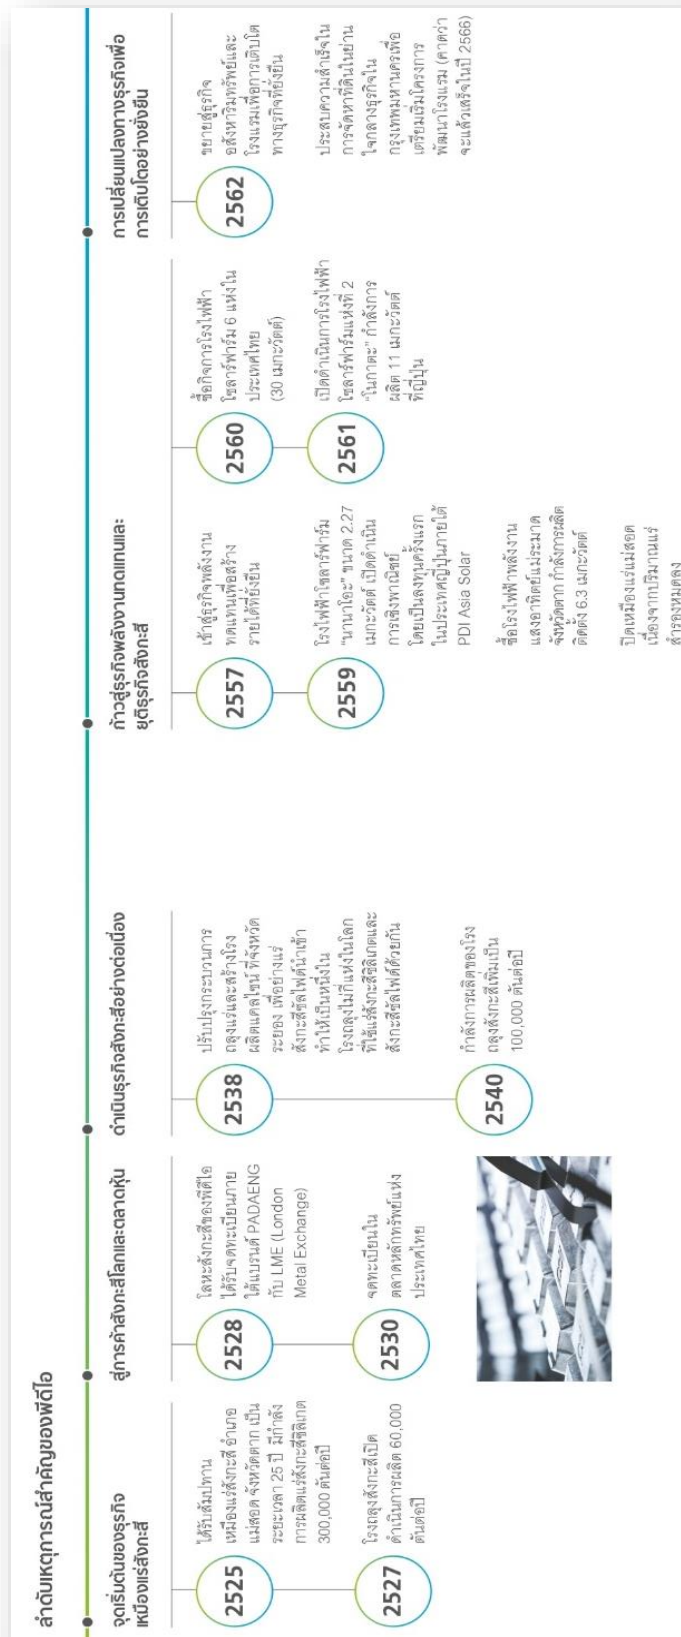 ลำดับเหตุการณ์สำคัญของพีดีไอ
จุดเริ่มต้นของธุรกิจ
เหมืองแร่สังกะสี
2525
ได้รับสัมปทาน
เหมืองแร่สังกะสี อำเภอ
แม่สอด จังหวัดตาก เป็น
ระยะเวลา 25 ปี มีกำลัง
การผลิตแร่สังกะสีซิลิเกต
300,000 ตันต่อปี
2527
โรงถลุงสังกะสีเปิด
ดำเนินการผลิต 60,000
ตันต่อปี
สู่การค้าสังกะสีโลกและตลาดหุ้น
2528
โลหะสังกะสีของพีดีไอ
ได้รับจดทะเบียนภาย
ใต้แบรนด์ PADAENG
กับ LME (London
Metal Exchange)
2530
จดทะเบียนใน
ตลาดหลักทรัพย์แห่ง
ประเทศไทย
ดำเนินธุรกิจสังกะสีอย่างต่อเนื่อง
2538
ปรับปรุงกระบวนการ
ถลุงแร่และสร้างโรง
ผลิตแคลไซน์ ที่จังหวัด
ระยอง เพื่อย่างแร่
สังกะสีซัลไฟด์นำเข้า
ทำให้เป็นหนึ่งใน
โรงถลุงไม่กี่แห่งในโลก
ที่ใช้แร่สังกะสีซิลิเกตและ
สังกะสีซัลไฟด์ด้วยกัน
2540
กำลังการผลิตของโรง
ถลุงสังกะสีเพิ่มเป็น
100,000 ตันต่อปี
ก้าวสู่ธุรกิจพลังงานทดแทนและ
ยุติธุรกิจสังกะสี
2557
เข้าสู่ธุรกิจพลังงาน
ทดแทนเพื่อสร้าง
รายได้ที่ยั่งยืน
2559
โรงไฟฟ้าโซลาร์ฟาร์ม
"นานาโอะ" ขนาด 2.27
เมกะวัตต์ เปิดดำเนิน
การเชิงพาณิชย์
โดยเป็นลงทุนครั้งแรก
ในประเทศญี่ปุ่นภายใต้
PDI Asia Solar
ซื้อโรงไฟฟ้าพลังงาน
แสงอาทิตย์แม่ระมาด
จังหวัดตาก กำลังการผลิต
ติดตั้ง 6.3 เมกะวัตต์
ปิดเหมืองแร่แม่สอด
เนื่องจากปริมาณแร่
สำรองหมดลง
2560
ซื้อกิจการโรงไฟฟ้า
โซลาร์ฟาร์ม 6 แห่งใน
ประเทศไทย
(30 เมกะวัตต์)
2561
เปิดดำเนินการโรงไฟฟ้า
โซลาร์ฟาร์มแห่งที่ 2
"โนกาตะ" กำลังการ
ผลิต 11 เมกะวัตต์
ที่ญี่ปุ่น
การเปลี่ยนแปลงทางธุรกิจเพื่อ
การเติบโตอย่างยั่งยืน
2562
ขยายสู่ธุรกิจ
อสังหาริมทรัพย์และ
โรงแรมเพื่อการเติบโต
ทางธุรกิจที่ยั่งยืน
ประสบความสำเร็จใน
การจัดหาที่ดินในย่าน
ใจกลางธุรกิจใน
กรุงเทพมหานครเพื่อ
เตรียมเริ่มโครงการ
พัฒนาโรงแรม (คาดว่า
จะแล้วเสร็จในปี 2566)